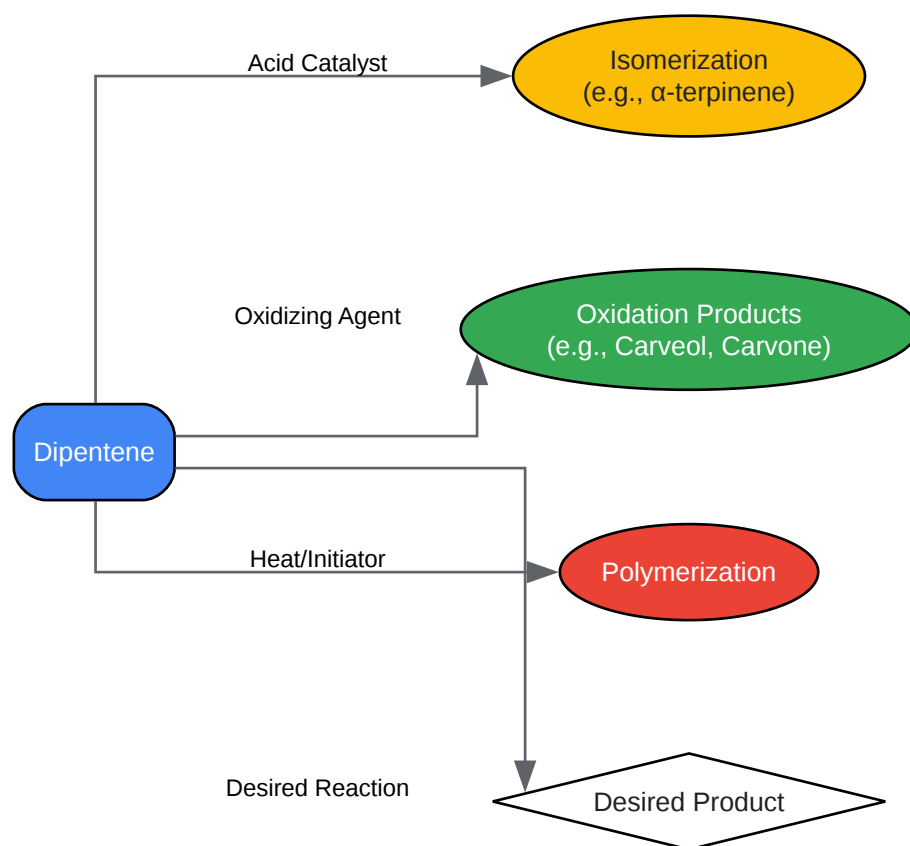 Acid Catalyst
Isomerization
(e.g., α-terpinene)
Oxidizing Agent
Oxidation Products
(e.g., Carveol, Carvone)
Dipentene
Heat/Initiator
Polymerization
Desired Reaction
Desired Product